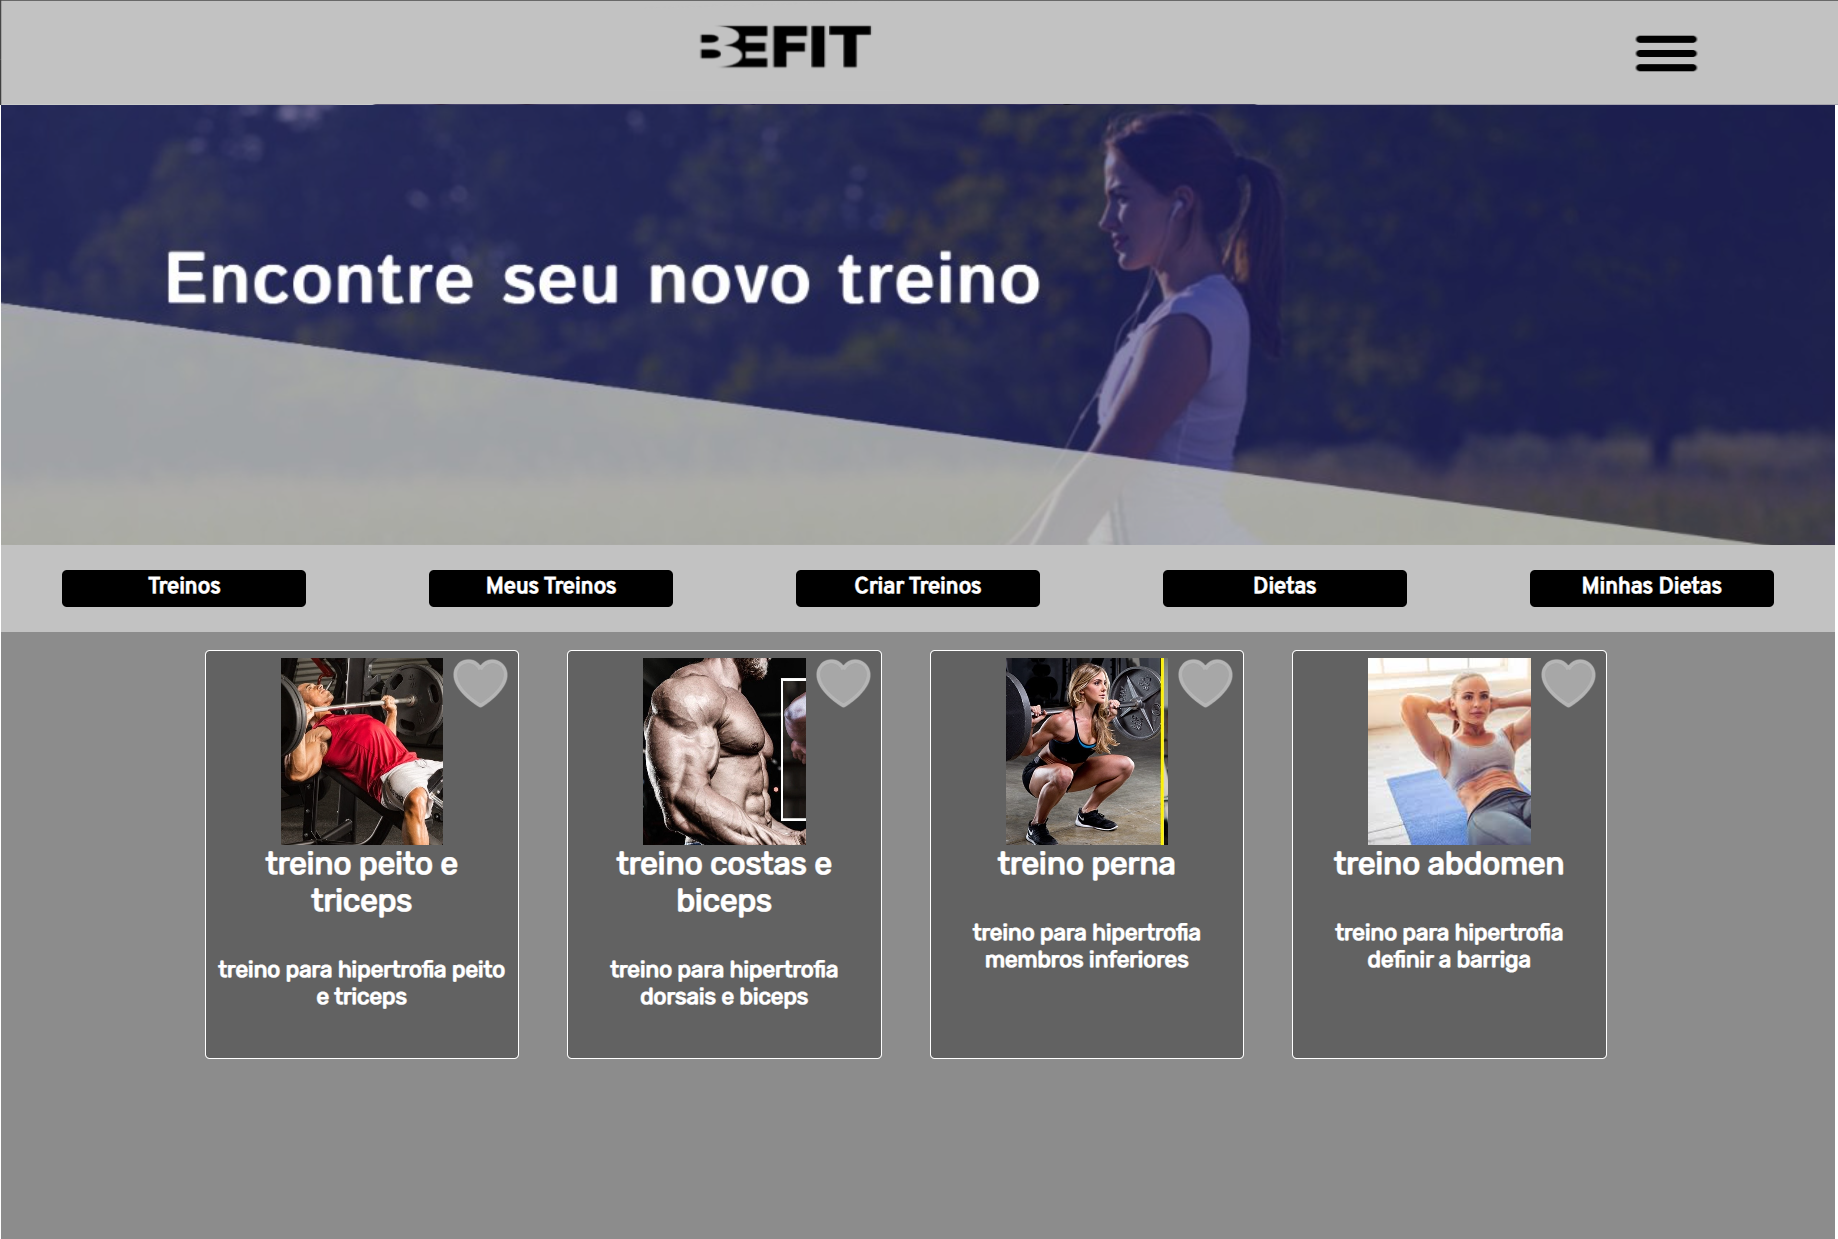 BEFIT
Encontre seu novo treino
Treinos
Meus Treinos
Criar Treinos
Dietas
Minhas Dietas
treino peito e
triceps
treino para hipertrofia peito
e triceps
treino costas e
biceps
treino para hipertrofia
dorsais e biceps
treino perna
treino para hipertrofia
membros inferiores
treino abdomen
treino para hipertrofia
definir a barriga